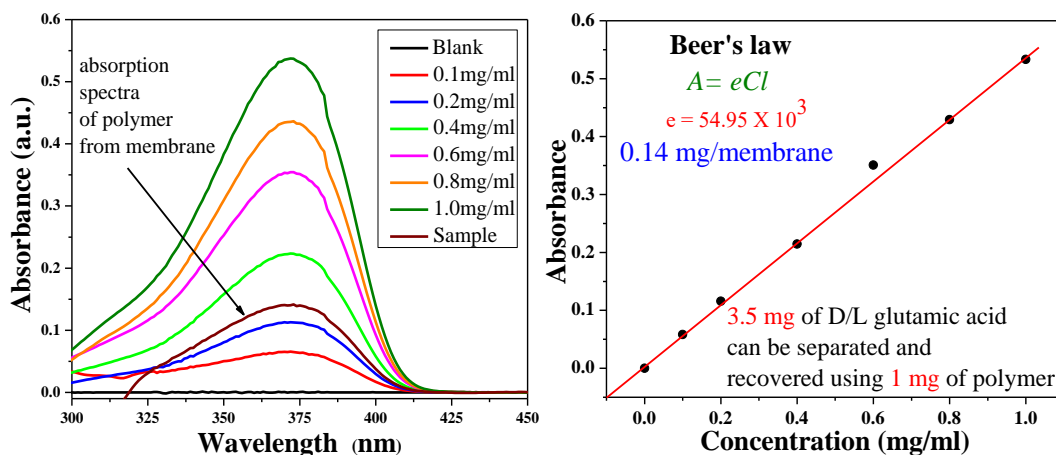 0.6
0.5
0.4
0.3
0.2
0.1
0.0
Absorbance (a.u.)
absorption
spectra
of polymer
from membrane
Blank
0.1mg/ml
0.2mg/ml
0.4mg/ml
0.6mg/ml
0.8mg/ml
1.0mg/ml
Sample
300 325 350 375 400 425 450
Wavelength (nm)
0.6
0.5
0.4
0.3
0.2
0.1
0.0
Absorbance
Beer's law
A= eCl
e = 54.95 X 10³
0.14 mg/membrane
3.5 mg of D/L glutamic acid
can be separated and
recovered using 1 mg of polymer
0.0 0.2 0.4 0.6 0.8 1.0
Concentration (mg/ml)